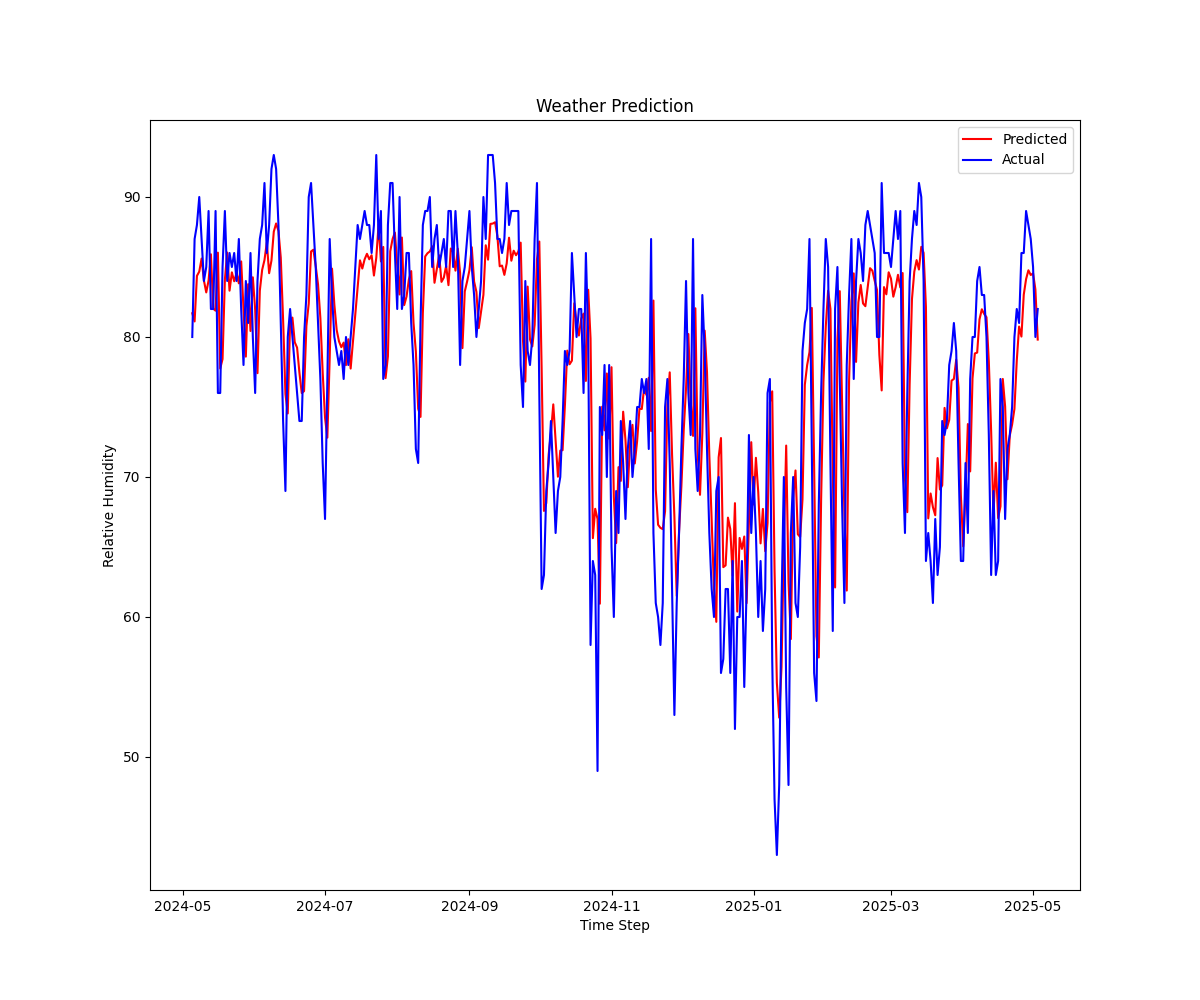 Weather Prediction
Predicted
Actual
Relative Humidity
90
80
70
60
50
2024-05 2024-07 2024-09 2024-11 2025-01 2025-03 2025-05
Time Step